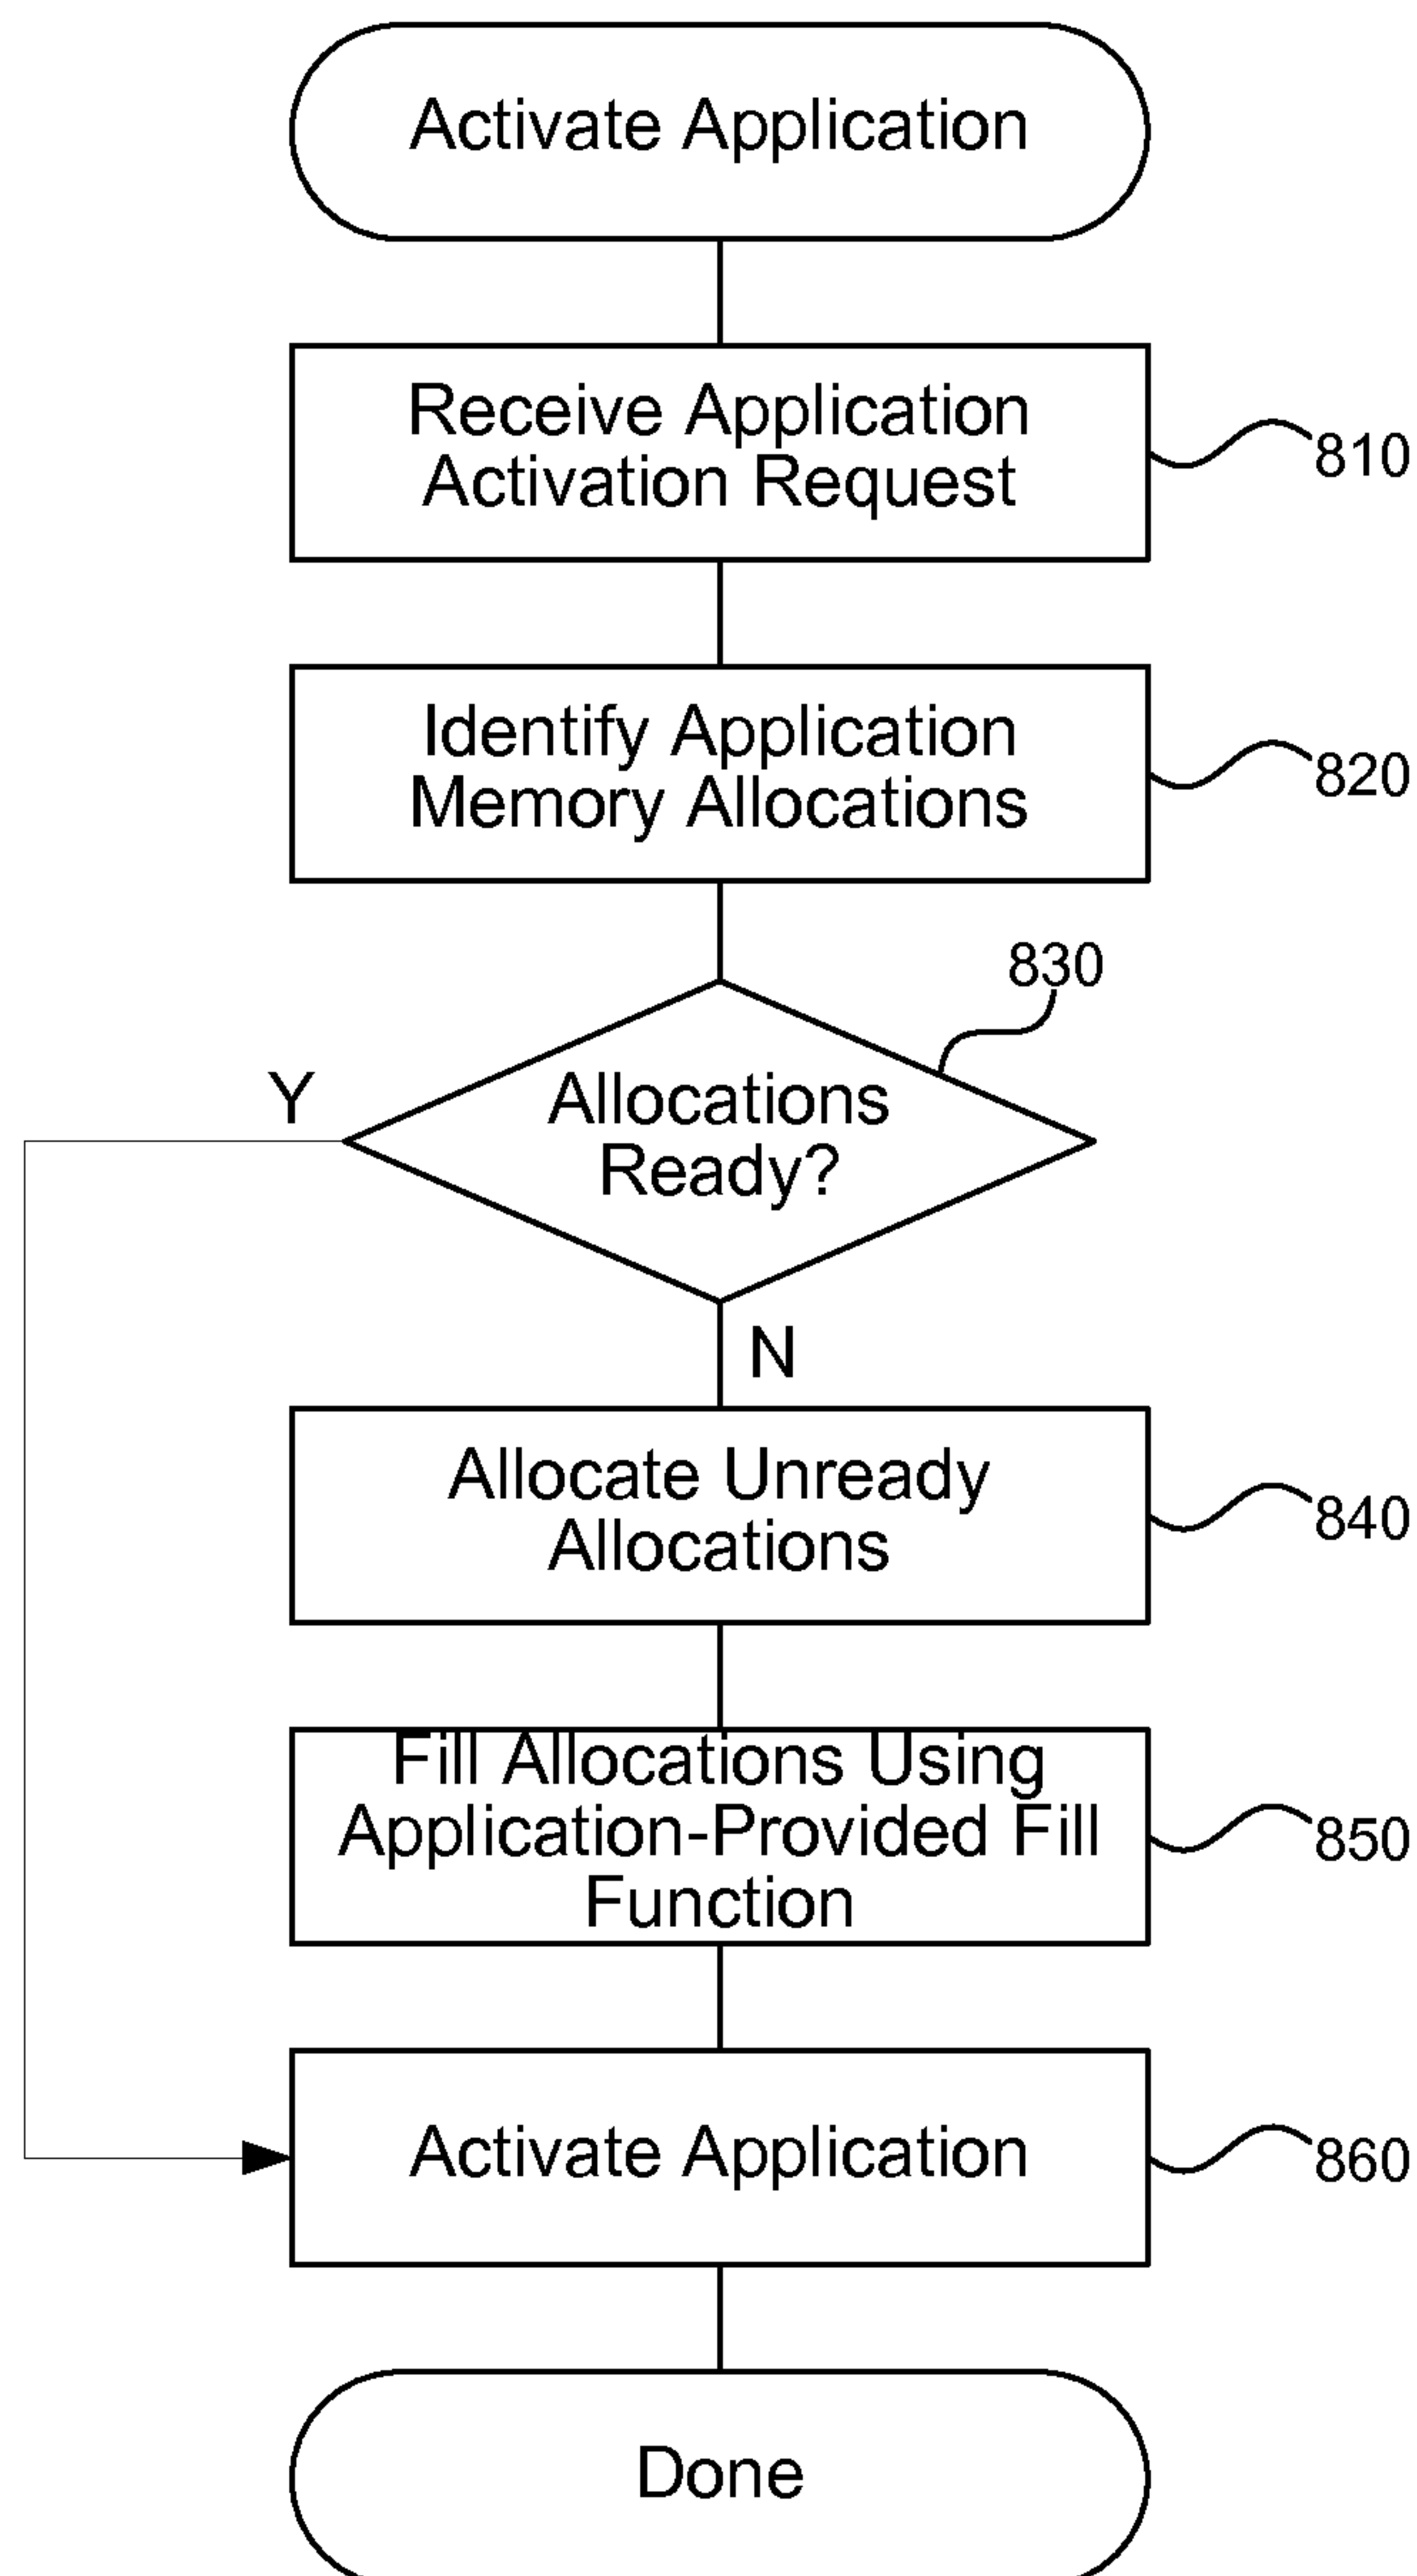 Activate Application
Receive Application
Activation Request
810
Identify Application
Memory Allocations
820
830
Allocations
Ready?
Y
N
Allocate Unready
Allocations
840
Fill Allocations Using
Application-Provided Fill
Function
850
Activate Application
860
Done